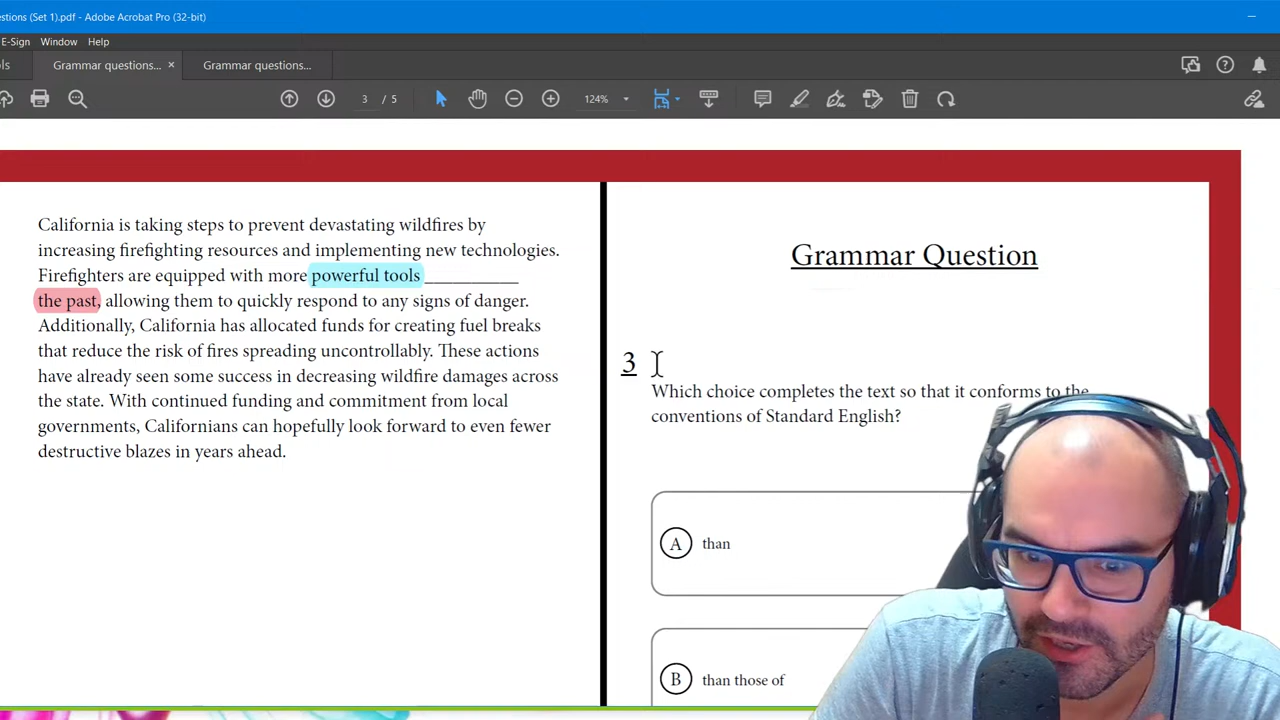 estions (Set 1).pdf - Adobe Acrobat Pro (32-bit)
E-Sign Window Help
ls Grammar questions... × Grammar questions...
3 / 5 124%
California is taking steps to prevent devastating wildfires by
increasing firefighting resources and implementing new technologies.
Firefighters are equipped with more powerful tools __________
the past, allowing them to quickly respond to any signs of danger.
Additionally, California has allocated funds for creating fuel breaks
that reduce the risk of fires spreading uncontrollably. These actions
have already seen some success in decreasing wildfire damages across
the state. With continued funding and commitment from local
governments, Californians can hopefully look forward to even fewer
destructive blazes in years ahead.
Grammar Question
3
Which choice completes the text so that it conforms to the
conventions of Standard English?
A than
B than those of